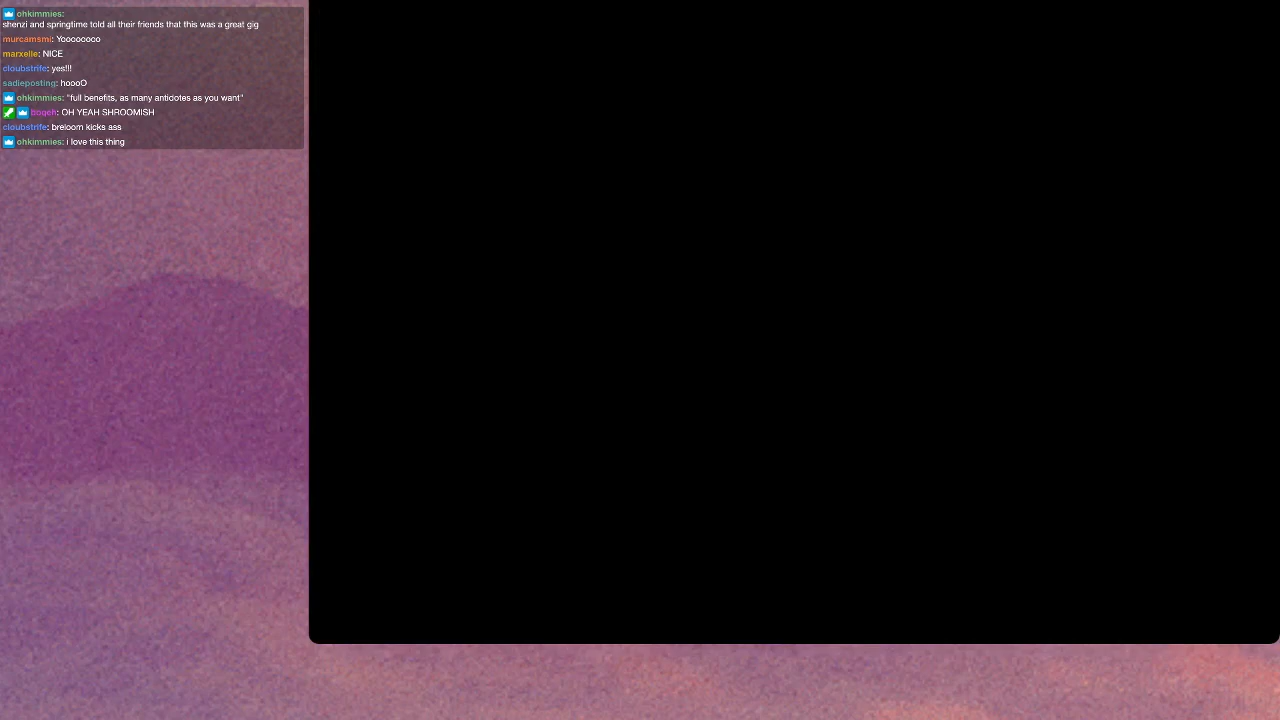 ohkimmies:
shenzi and springtime told all their friends that this was a great gig
murcamsmi: Yooooooco
marxelle: NICE
cloubstrife: yes!!!
sadieposting: hoooO
ohkimmies: "full benefits, as many antidotes as you want"
bogeh: OH YEAH SHROOMISH
cloubstrife: breloom kicks ass
ohkimmies: i love this thing